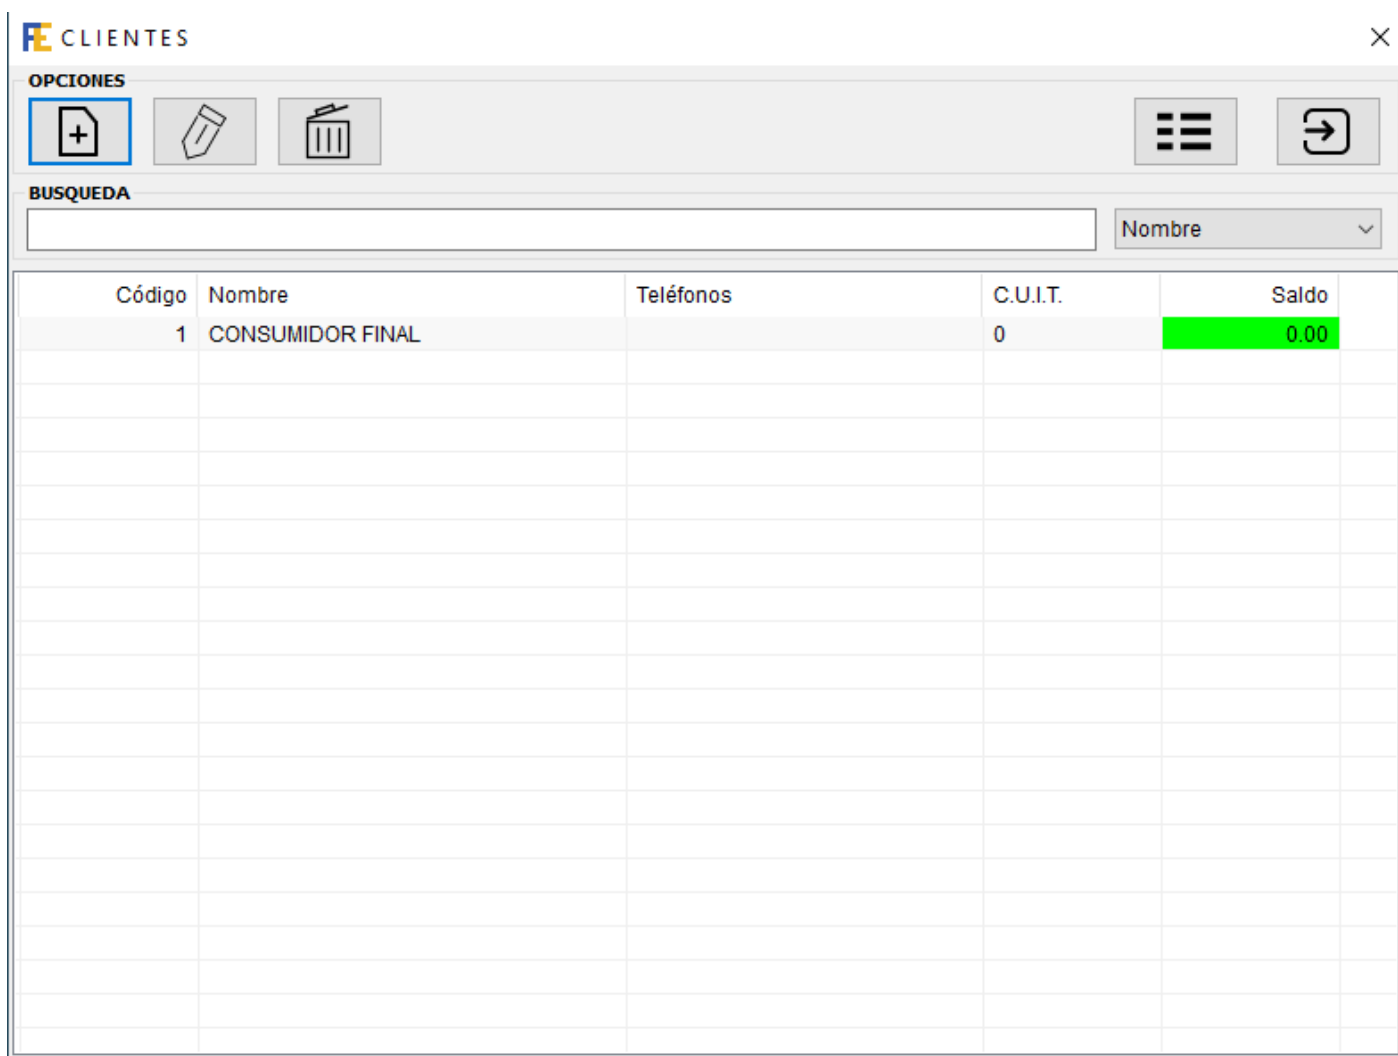 FE CLIENTES
OPCIONES
BUSQUEDA
Nombre
Código Nombre Teléfonos C.U.I.T. Saldo
1 CONSUMIDOR FINAL 0 0.00